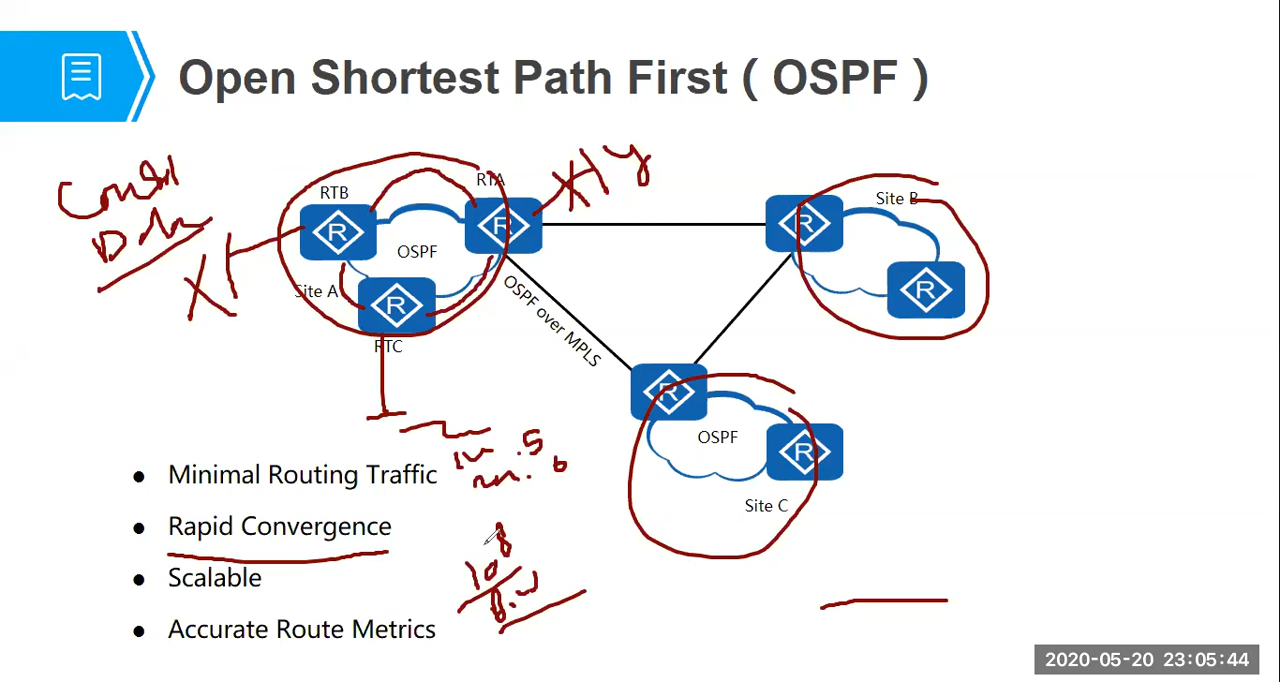 Open Shortest Path First ( OSPF )
RTB
RTA
Site B
OSPF
Site A
RTC
OSPF over MPLS
OSPF
Site C
● Minimal Routing Traffic
● Rapid Convergence
● Scalable
● Accurate Route Metrics
2020-05-20 23:05:44